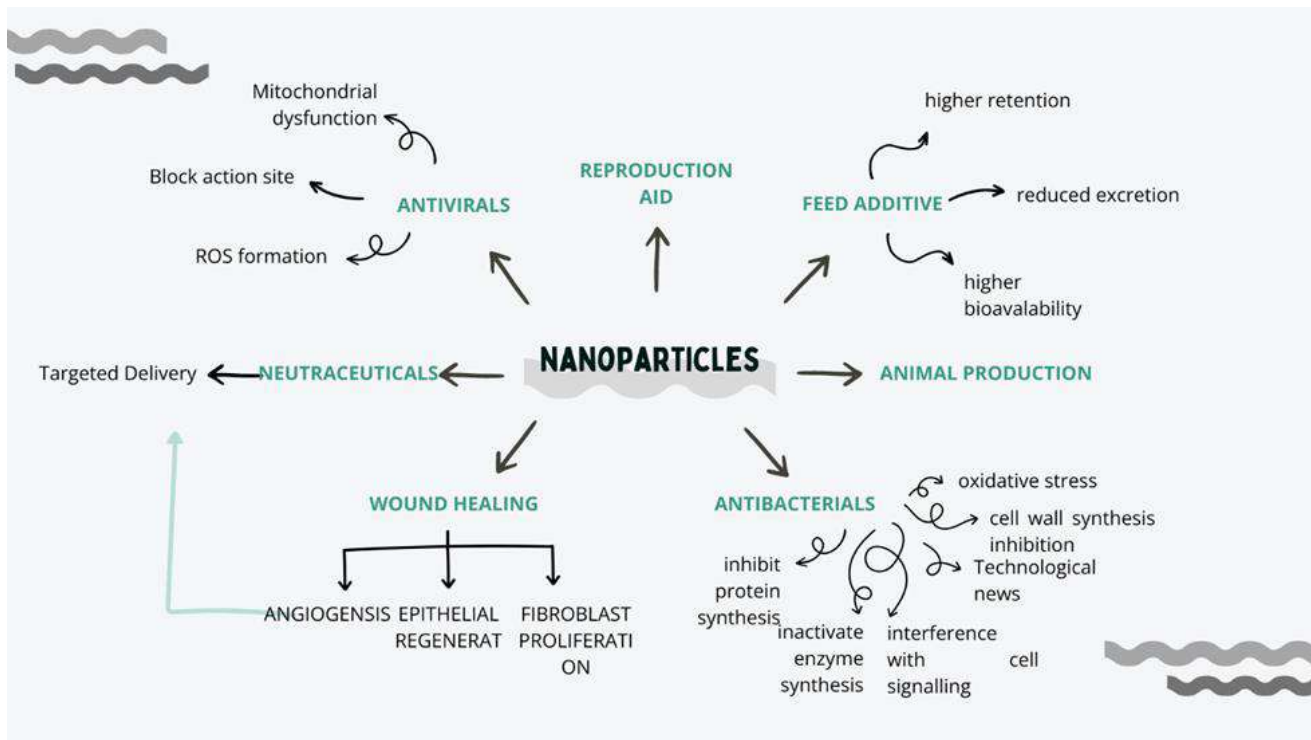 Mitochondrial
dysfunction
Block action site
ANTIVIRALS
ROS formation
REPRODUCTION
AID
higher retention
FEED ADDITIVE
reduced excretion
higher
bioavalability
NANOPARTICLES
Targeted Delivery
NEUTRACEUTICALS
ANIMAL PRODUCTION
WOUND HEALING
ANGIOGENSIS
EPITHELIAL
REGENERAT
FIBROBLAST
PROLIFERATI
ON
ANTIBACTERIALS
oxidative stress
cell wall synthesis
inhibition
Technological
news
inhibit
protein
synthesis
inactivate
enzyme
synthesis
interference
with cell
signalling